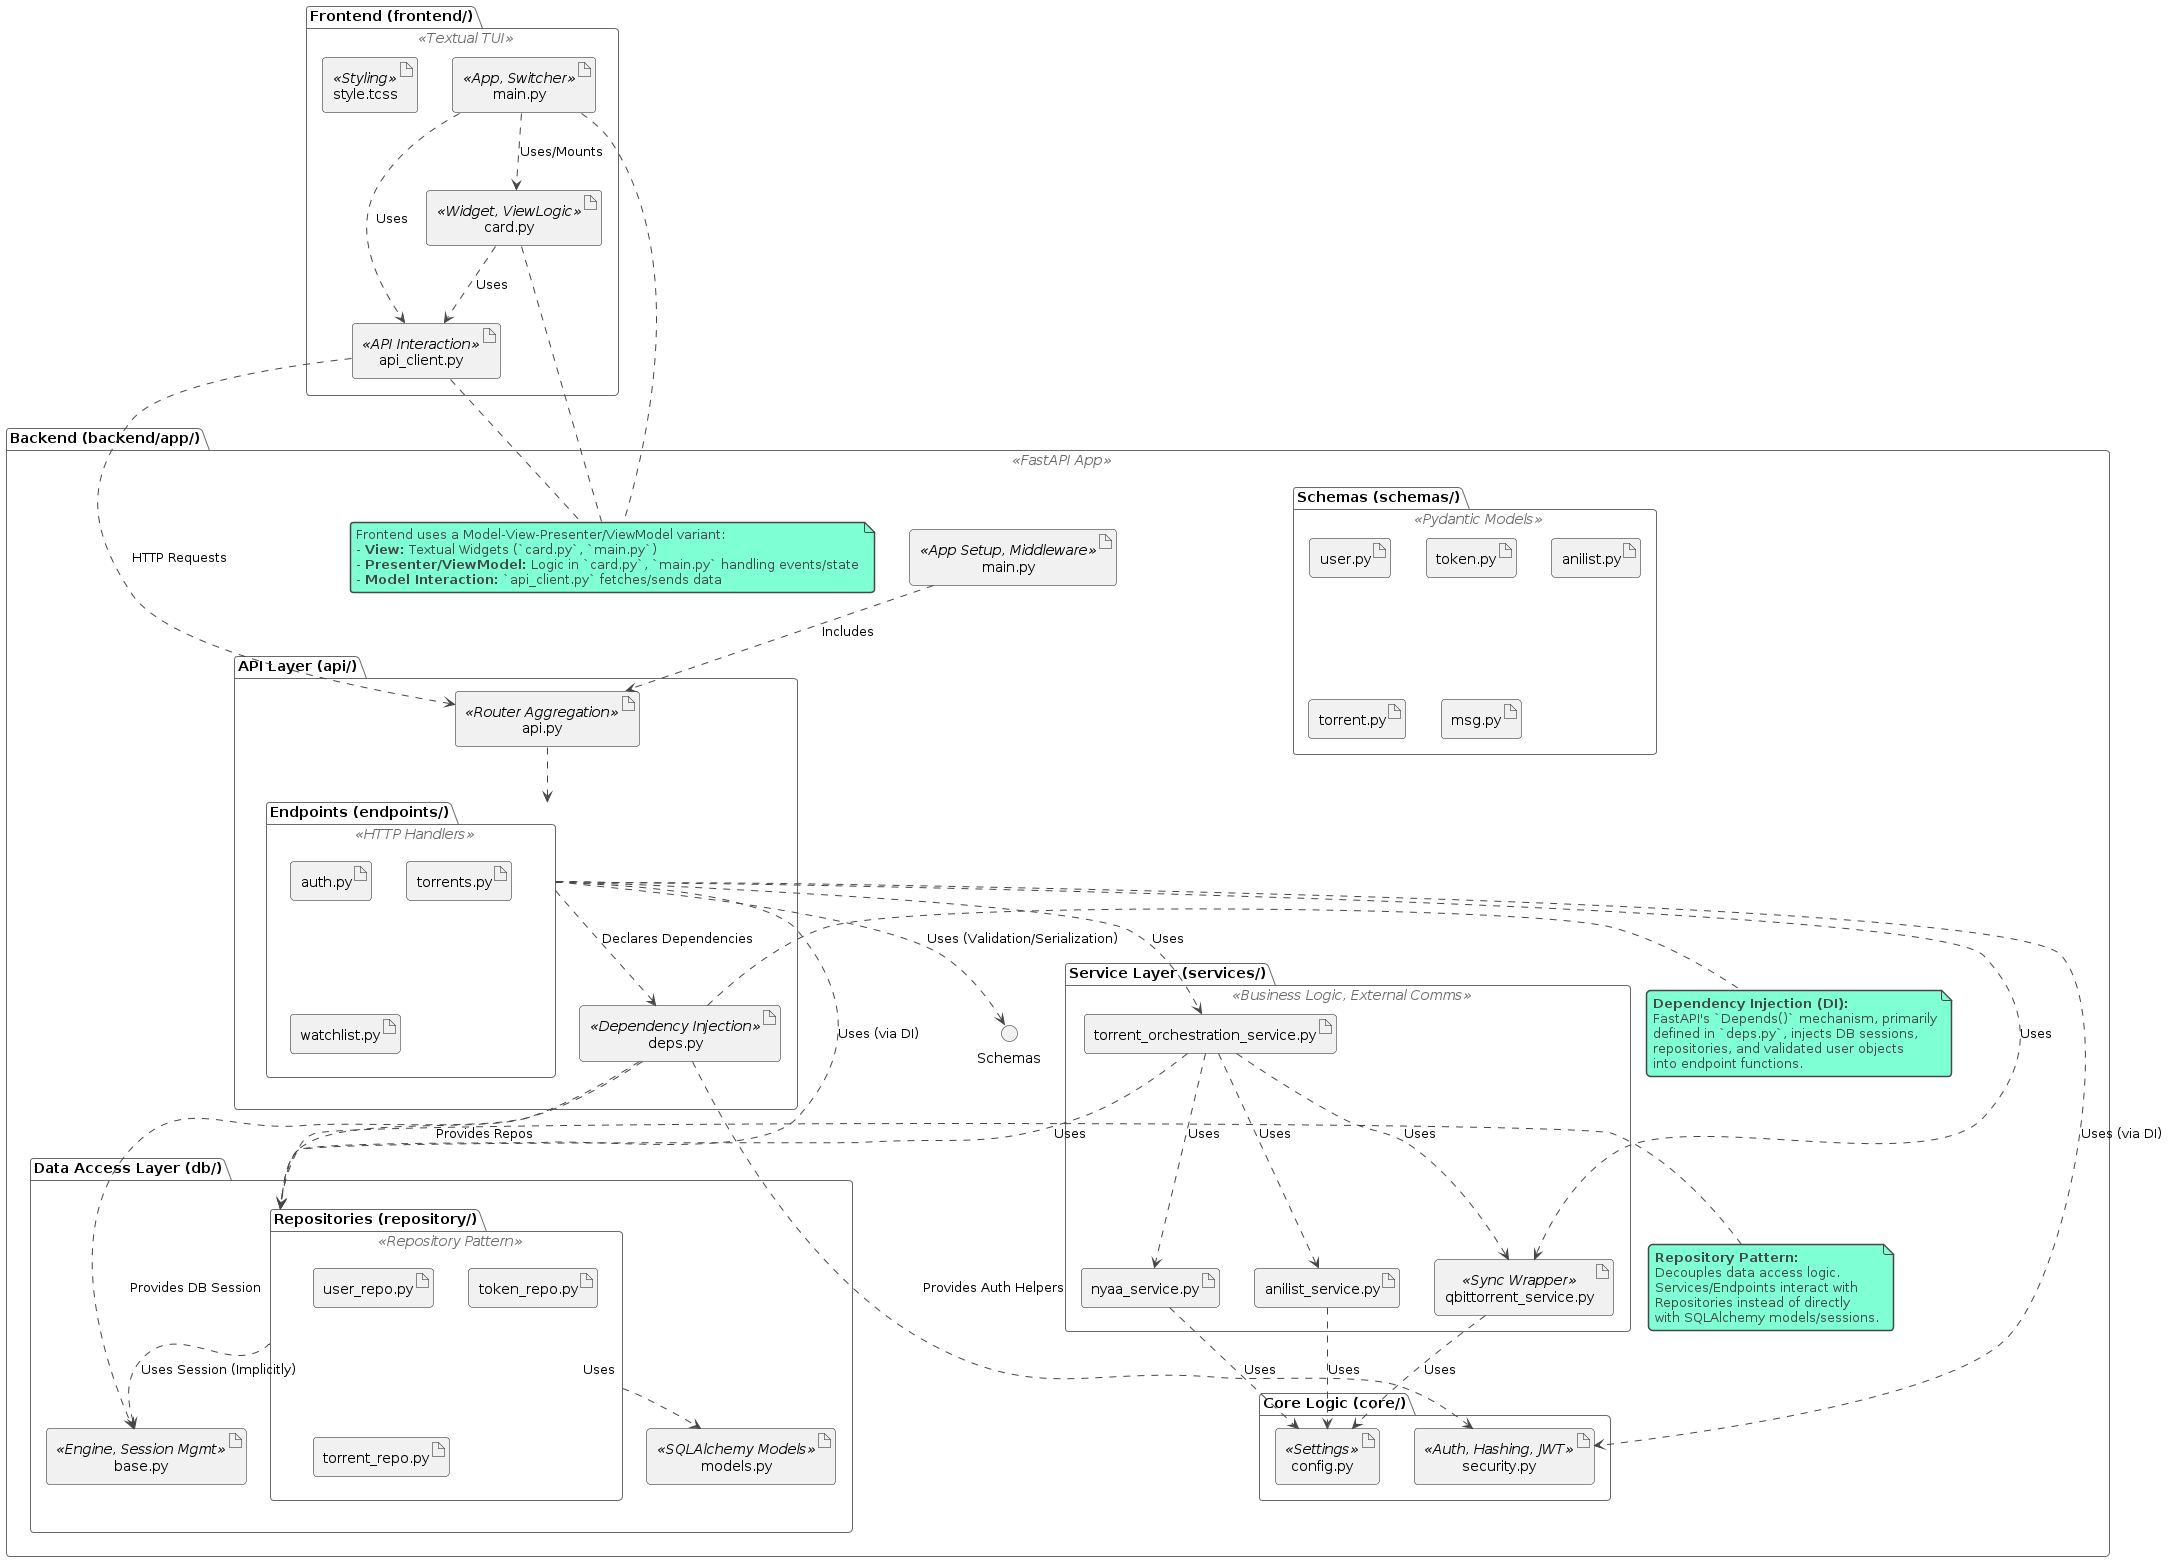 Frontend (frontend/)
«Textual TUI»
«Styling»
style.tcss
«App, Switcher»
main.py
Uses/Mounts
«Widget, ViewLogic»
card.py
Uses
Uses
«API Interaction»
api_client.py
Backend (backend/app/)
«FastAPI App»
HTTP Requests
Frontend uses a Model-View-Presenter/ViewModel variant:
- View: Textual Widgets (`card.py`, `main.py`)
- Presenter/ViewModel: Logic in `card.py`, `main.py` handling events/state
- Model Interaction: `api_client.py` fetches/sends data
«App Setup, Middleware»
main.py
Includes
Schemas (schemas/)
«Pydantic Models»
user.py
token.py
anilist.py
torrent.py
msg.py
API Layer (api/)
«Router Aggregation»
api.py
Endpoints (endpoints/)
«HTTP Handlers»
auth.py
torrents.py
watchlist.py
Declares Dependencies
Uses (Validation/Serialization)
Uses
«Dependency Injection»
deps.py
Uses (via DI)
Schemas
Service Layer (services/)
«Business Logic, External Comms»
torrent_orchestration_service.py
Dependency Injection (DI):
FastAPI's `Depends()` mechanism, primarily
defined in `deps.py`, injects DB sessions,
repositories, and validated user objects
into endpoint functions.
Uses
Provides Repos
Uses
Uses
Uses
Uses
Uses (via DI)
Data Access Layer (db/)
Repositories (repository/)
«Repository Pattern»
user_repo.py
token_repo.py
torrent_repo.py
Provides DB Session
Provides Auth Helpers
nyaa_service.py
anilist_service.py
«Sync Wrapper»
qbittorrent_service.py
Repository Pattern:
Decouples data access logic.
Services/Endpoints interact with
Repositories instead of directly
with SQLAlchemy models/sessions.
Uses Session (Implicitly)
Uses
Uses
Uses
Uses
«Engine, Session Mgmt»
base.py
«SQLAlchemy Models»
models.py
Core Logic (core/)
«Settings»
config.py
«Auth, Hashing, JWT»
security.py